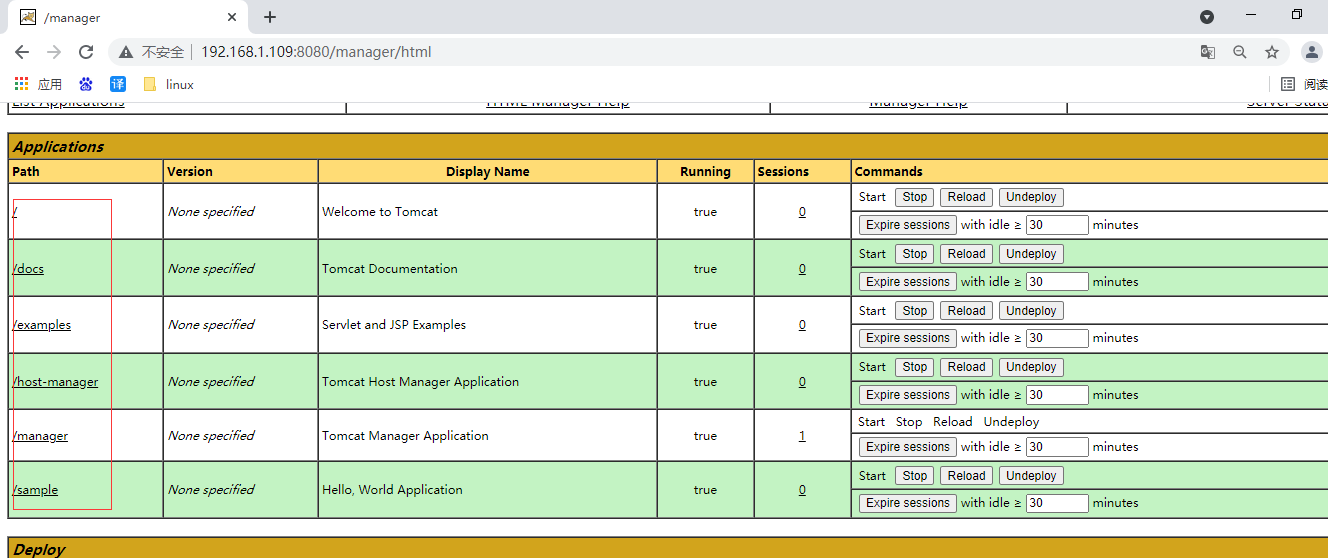 /manager
不安全 192.168.1.109:8080/manager/html
应用 译 linux 阅读
List Applications HTML Manager Help Manager Help Server Statu
Applications
Path Version Display Name Running Sessions Commands
/ None specified Welcome to Tomcat true 0 Start Stop Reload Undeploy
Expire sessions with idle ≥ 30 minutes
/docs None specified Tomcat Documentation true 0 Start Stop Reload Undeploy
Expire sessions with idle ≥ 30 minutes
/examples None specified Servlet and JSP Examples true 0 Start Stop Reload Undeploy
Expire sessions with idle ≥ 30 minutes
/host-manager None specified Tomcat Host Manager Application true 0 Start Stop Reload Undeploy
Expire sessions with idle ≥ 30 minutes
/manager None specified Tomcat Manager Application true 1 Start Stop Reload Undeploy
Expire sessions with idle ≥ 30 minutes
/sample None specified Hello, World Application true 0 Start Stop Reload Undeploy
Expire sessions with idle ≥ 30 minutes
Deploy